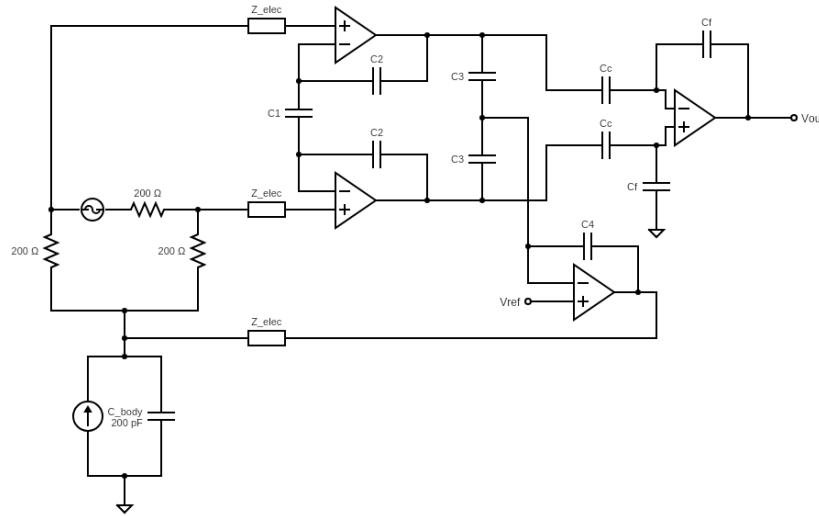 Z_elec
Cf
C2
Cc
C3
C1
C2
Cc
Vou
C3
200 Ω
Z_elec
Cf
200 Ω
200 Ω
C4
Vref
Z_elec
C_body
200 pF